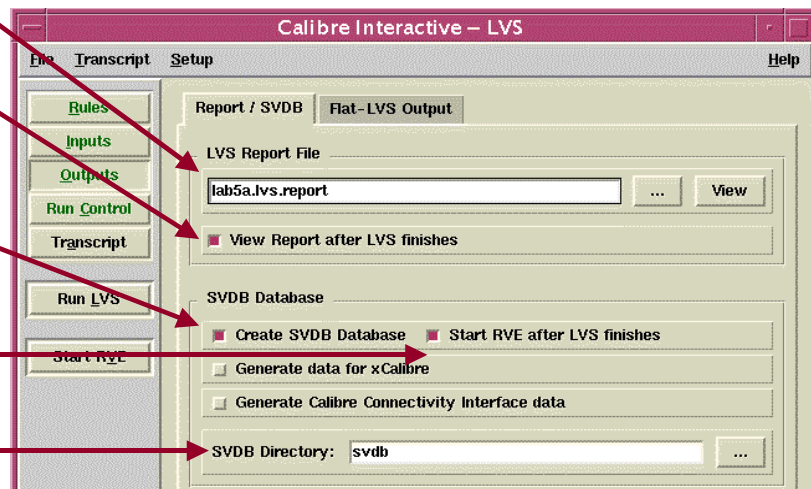 Calibre Interactive – LVS
File Transcript Setup Help
Rules
Inputs
Outputs
Run Control
Transcript
Run LVS
Start RVE
Report / SVDB Flat-LVS Output
LVS Report File
lab5a.lvs.report ... View
View Report after LVS finishes
SVDB Database
Create SVDB Database Start RVE after LVS finishes
Generate data for xCalibre
Generate Calibre Connectivity Interface data
SVDB Directory: svdb ...